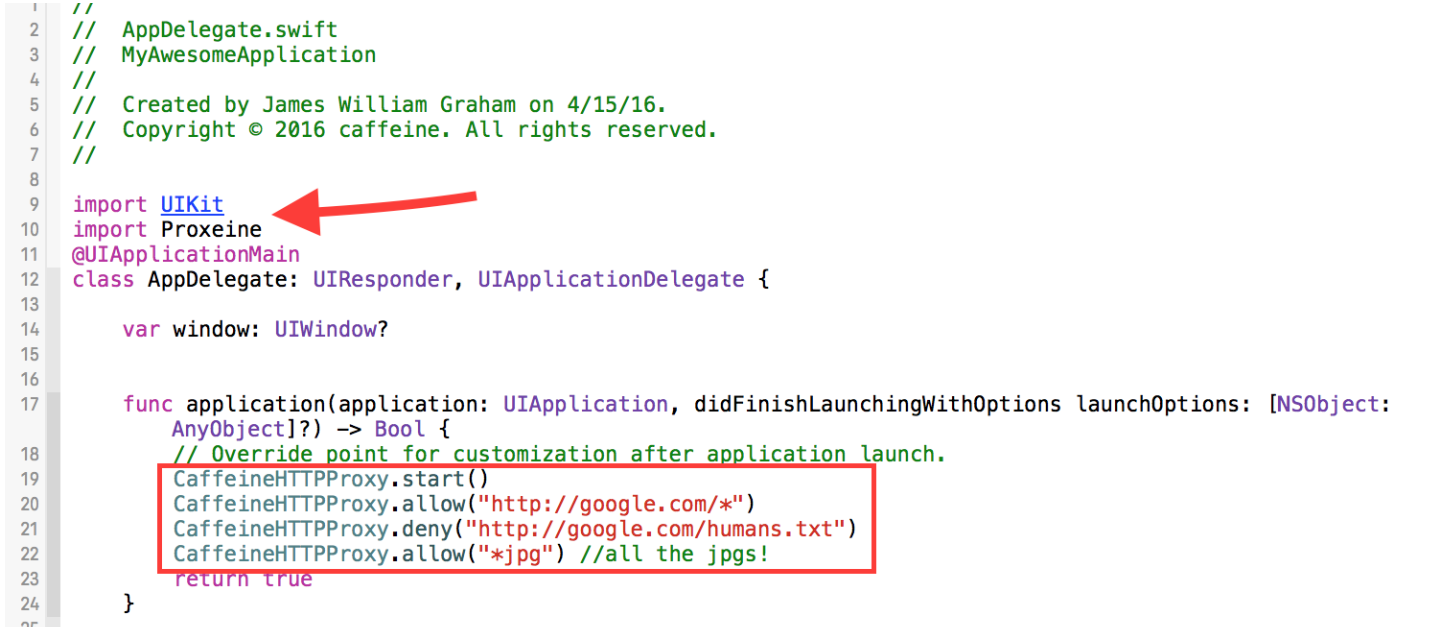 1 //
2 //  AppDelegate.swift
3 //  MyAwesomeApplication
4 //
5 //  Created by James William Graham on 4/15/16.
6 //  Copyright © 2016 caffeine. All rights reserved.
7 //
8
9 import UIKit
10 import Proxeine
11 @UIApplicationMain
12 class AppDelegate: UIResponder, UIApplicationDelegate {
13
14     var window: UIWindow?
15
16
17     func application(application: UIApplication, didFinishLaunchingWithOptions launchOptions: [NSObject:
AnyObject]?) -> Bool {
18         // Override point for customization after application launch.
19         CaffeineHTTPProxy.start()
20         CaffeineHTTPProxy.allow("http://google.com/*")
21         CaffeineHTTPProxy.deny("http://google.com/humans.txt")
22         CaffeineHTTPProxy.allow("*jpg") //all the jpgs!
23         return true
24     }
25